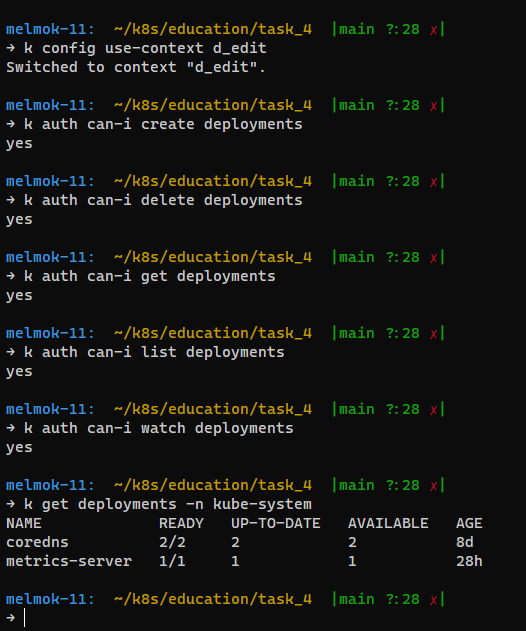 melmok-11:  ~/k8s/education/task_4  |main ?:28 ✗|
→ k config use-context d_edit
Switched to context "d_edit".
melmok-11:  ~/k8s/education/task_4  |main ?:28 ✗|
→ k auth can-i create deployments
yes
melmok-11:  ~/k8s/education/task_4  |main ?:28 ✗|
→ k auth can-i delete deployments
yes
melmok-11:  ~/k8s/education/task_4  |main ?:28 ✗|
→ k auth can-i get deployments
yes
melmok-11:  ~/k8s/education/task_4  |main ?:28 ✗|
→ k auth can-i list deployments
yes
melmok-11:  ~/k8s/education/task_4  |main ?:28 ✗|
→ k auth can-i watch deployments
yes
melmok-11:  ~/k8s/education/task_4  |main ?:28 ✗|
→ k get deployments -n kube-system
NAME             READY   UP-TO-DATE   AVAILABLE   AGE
coredns          2/2     2            2           8d
metrics-server   1/1     1            1           28h
melmok-11:  ~/k8s/education/task_4  |main ?:28 ✗|
→